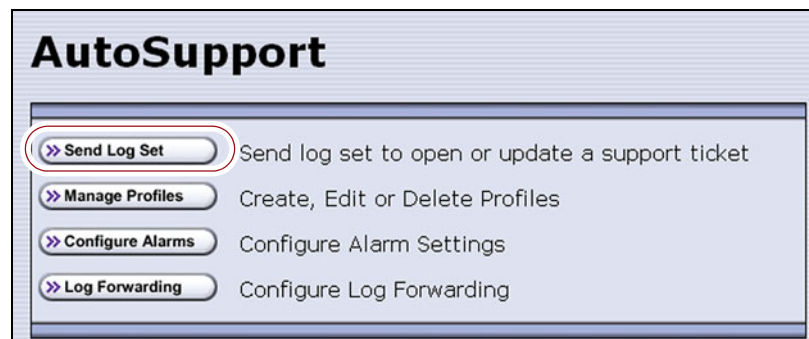 AutoSupport
» Send Log Set Send log set to open or update a support ticket
» Manage Profiles Create, Edit or Delete Profiles
» Configure Alarms Configure Alarm Settings
» Log Forwarding Configure Log Forwarding